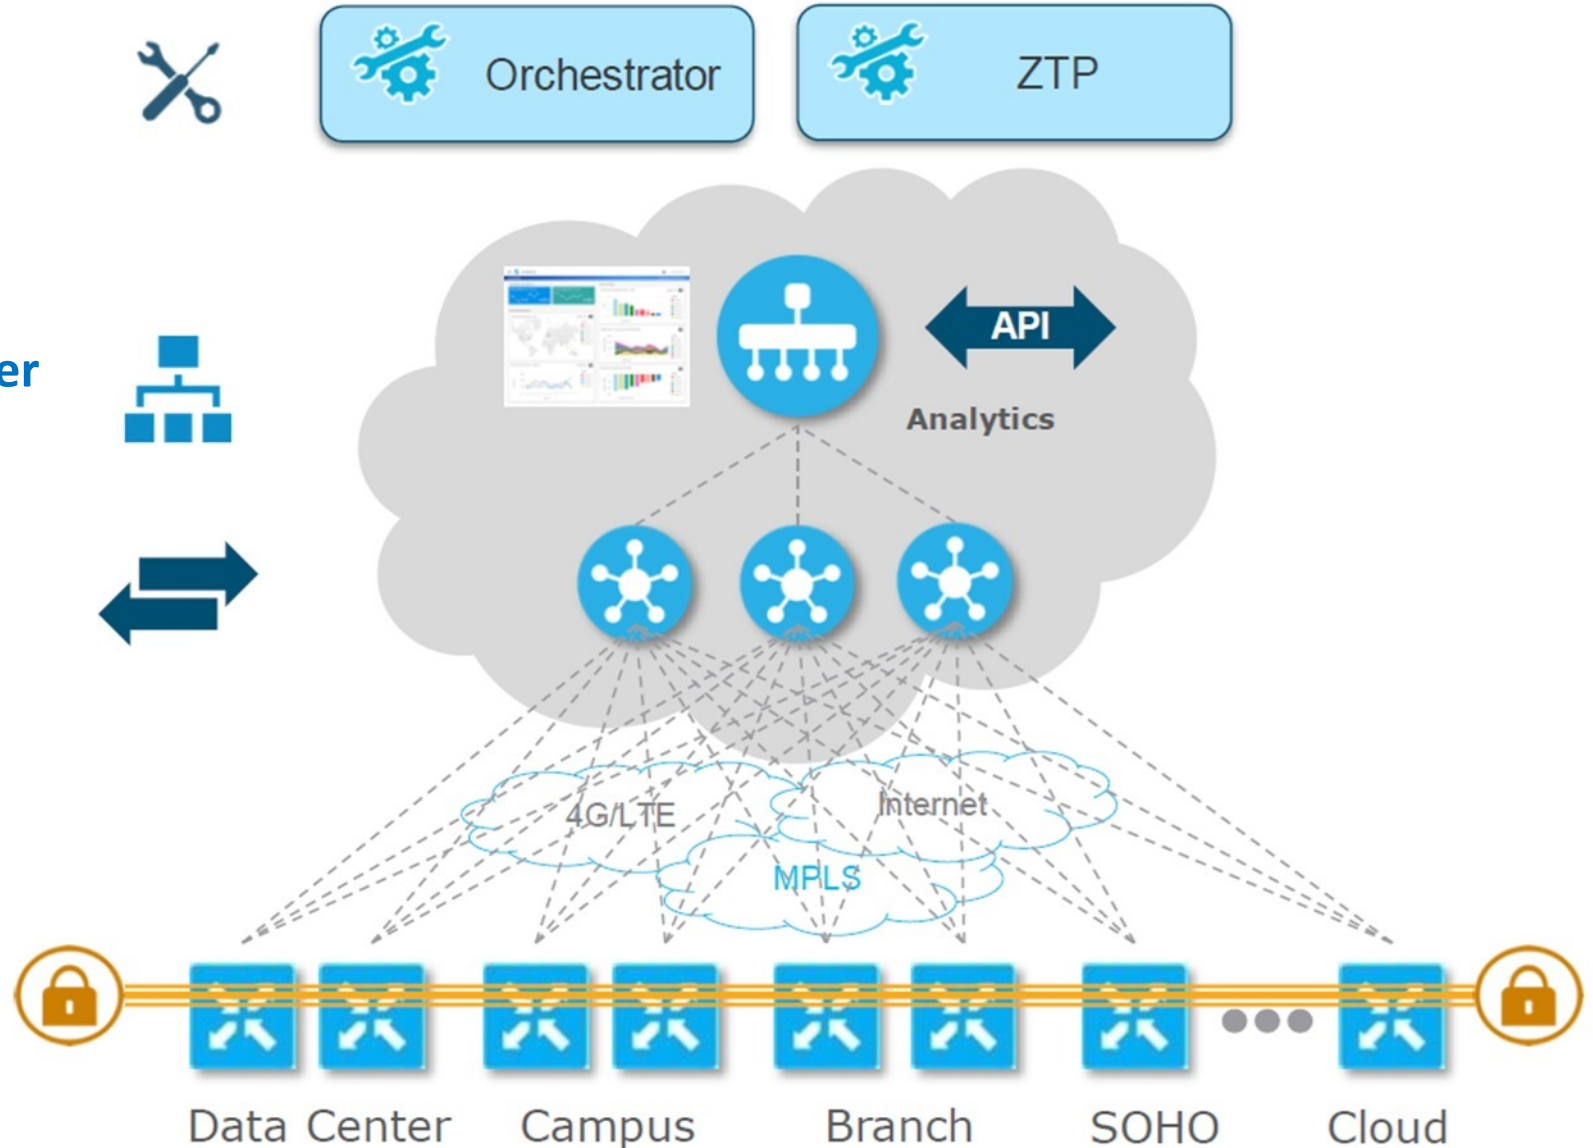 Orchestrator
ZTP
er
API
Analytics
4G/LTE
Internet
MPLS
Data Center
Campus
Branch
SOHO
Cloud